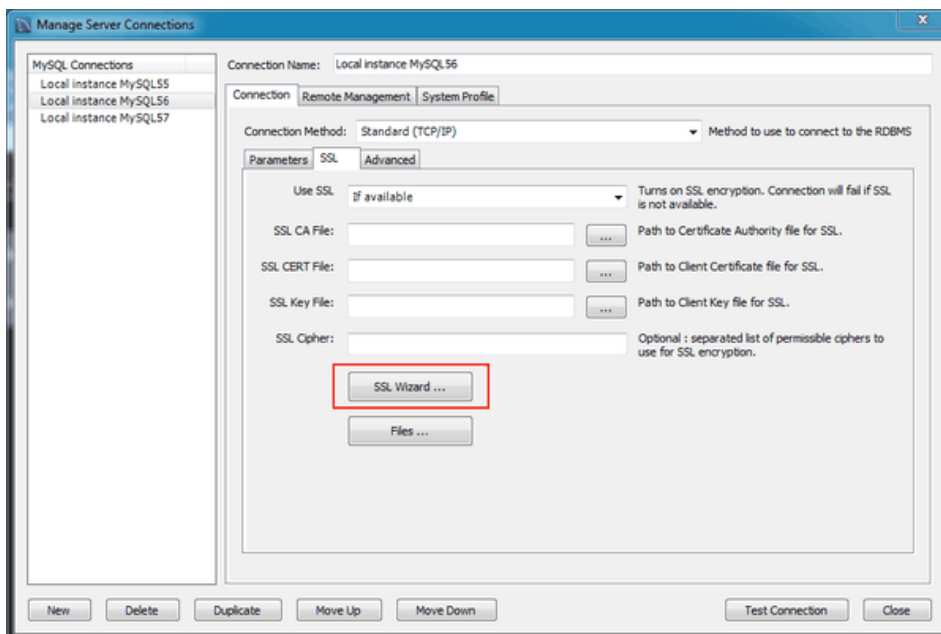 Manage Server Connections
x
MySQL Connections
Local instance MySQL55
Local instance MySQL56
Local instance MySQL57
Connection Name: Local instance MySQL56
Connection Remote Management System Profile
Connection Method: Standard (TCP/IP) Method to use to connect to the RDBMS
Parameters SSL Advanced
Use SSL If available Turns on SSL encryption. Connection will fail if SSL
is not available.
SSL CA File: ... Path to Certificate Authority file for SSL.
SSL CERT File: ... Path to Client Certificate file for SSL.
SSL Key File: ... Path to Client Key file for SSL.
SSL Cipher: Optional : separated list of permissible ciphers to
use for SSL encryption.
SSL Wizard ...
Files ...
New Delete Duplicate Move Up Move Down Test Connection Close